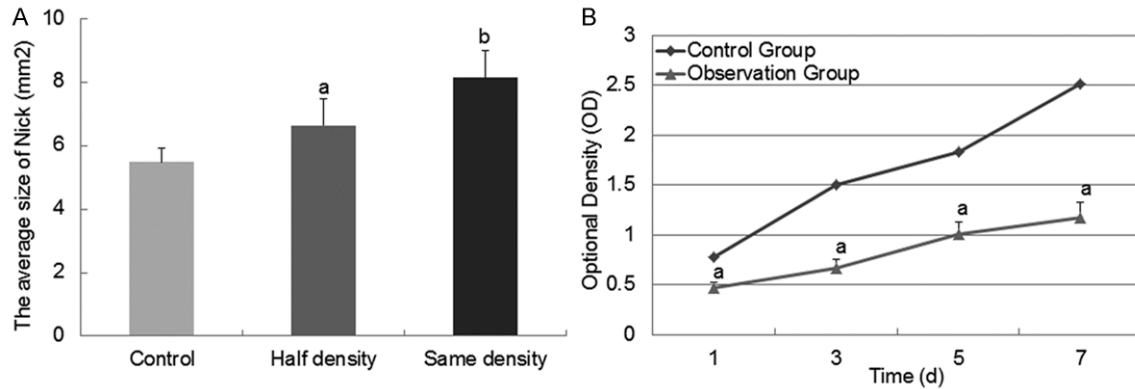 A
The average size of Nick (mm2)
10
8
6
4
2
0
a
b
Control
Half density
Same density
B
Optional Density (OD)
3
2.5
2
1.5
1
0.5
0
Control Group
Observation Group
a
a
a
a
1
3
5
7
Time (d)